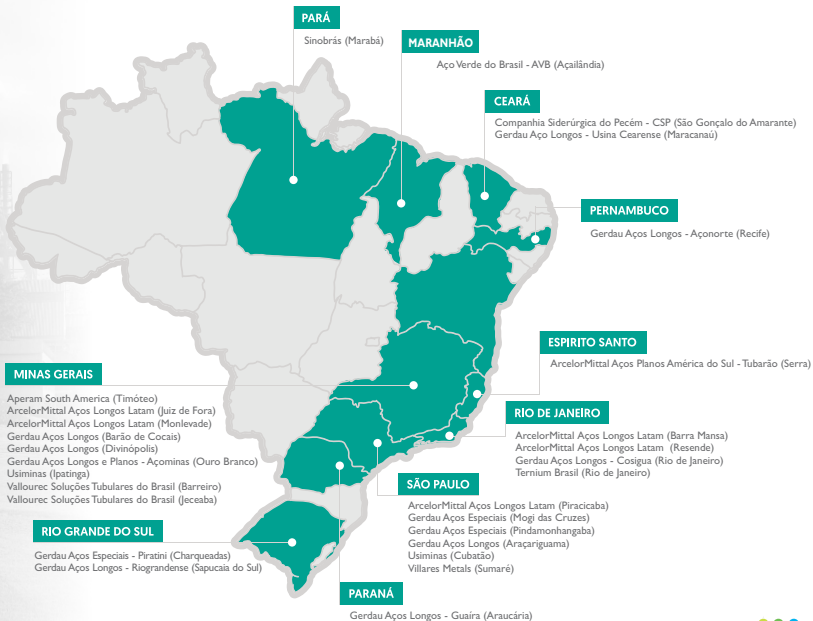 PARÁ
Sinobrás (Marabá)
MARANHÃO
Aço Verde do Brasil - AVB (Açailândia)
CEARÁ
Companhia Siderúrgica do Pecém - CSP (São Gonçalo do Amarante)
Gerdau Aço Longos - Usina Cearense (Maracanaú)
PERNAMBUCO
Gerdau Aços Longos - Açonorte (Recife)
ESPIRITO SANTO
ArcelorMittal Aços Planos América do Sul - Tubarão (Serra)
MINAS GERAIS
Aperam South America (Timóteo)
ArcelorMittal Aços Longos Latam (Juiz de Fora)
ArcelorMittal Aços Longos Latam (Monlevade)
Gerdau Aços Longos (Barão de Cocais)
Gerdau Aços Longos (Divinópolis)
Gerdau Aços Longos e Planos - Açominas (Ouro Branco)
Usiminas (Ipatinga)
Vallourec Soluções Tubulares do Brasil (Barreiro)
Vallourec Soluções Tubulares do Brasil (Jeceaba)
RIO DE JANEIRO
ArcelorMittal Aços Longos Latam (Barra Mansa)
ArcelorMittal Aços Longos Latam (Resende)
Gerdau Aços Longos - Cosigua (Rio de Janeiro)
Ternium Brasil (Rio de Janeiro)
SÃO PAULO
ArcelorMittal Aços Longos Latam (Piracicaba)
Gerdau Aços Especiais (Mogi das Cruzes)
Gerdau Aços Especiais (Pindamonhangaba)
Gerdau Aços Longos (Araçariguama)
Usiminas (Cubatão)
Villares Metals (Sumaré)
RIO GRANDE DO SUL
Gerdau Aços Especiais - Piratini (Charqueadas)
Gerdau Aços Longos - Riograndense (Sapucaia do Sul)
PARANÁ
Gerdau Aços Longos - Guaíra (Araucária)